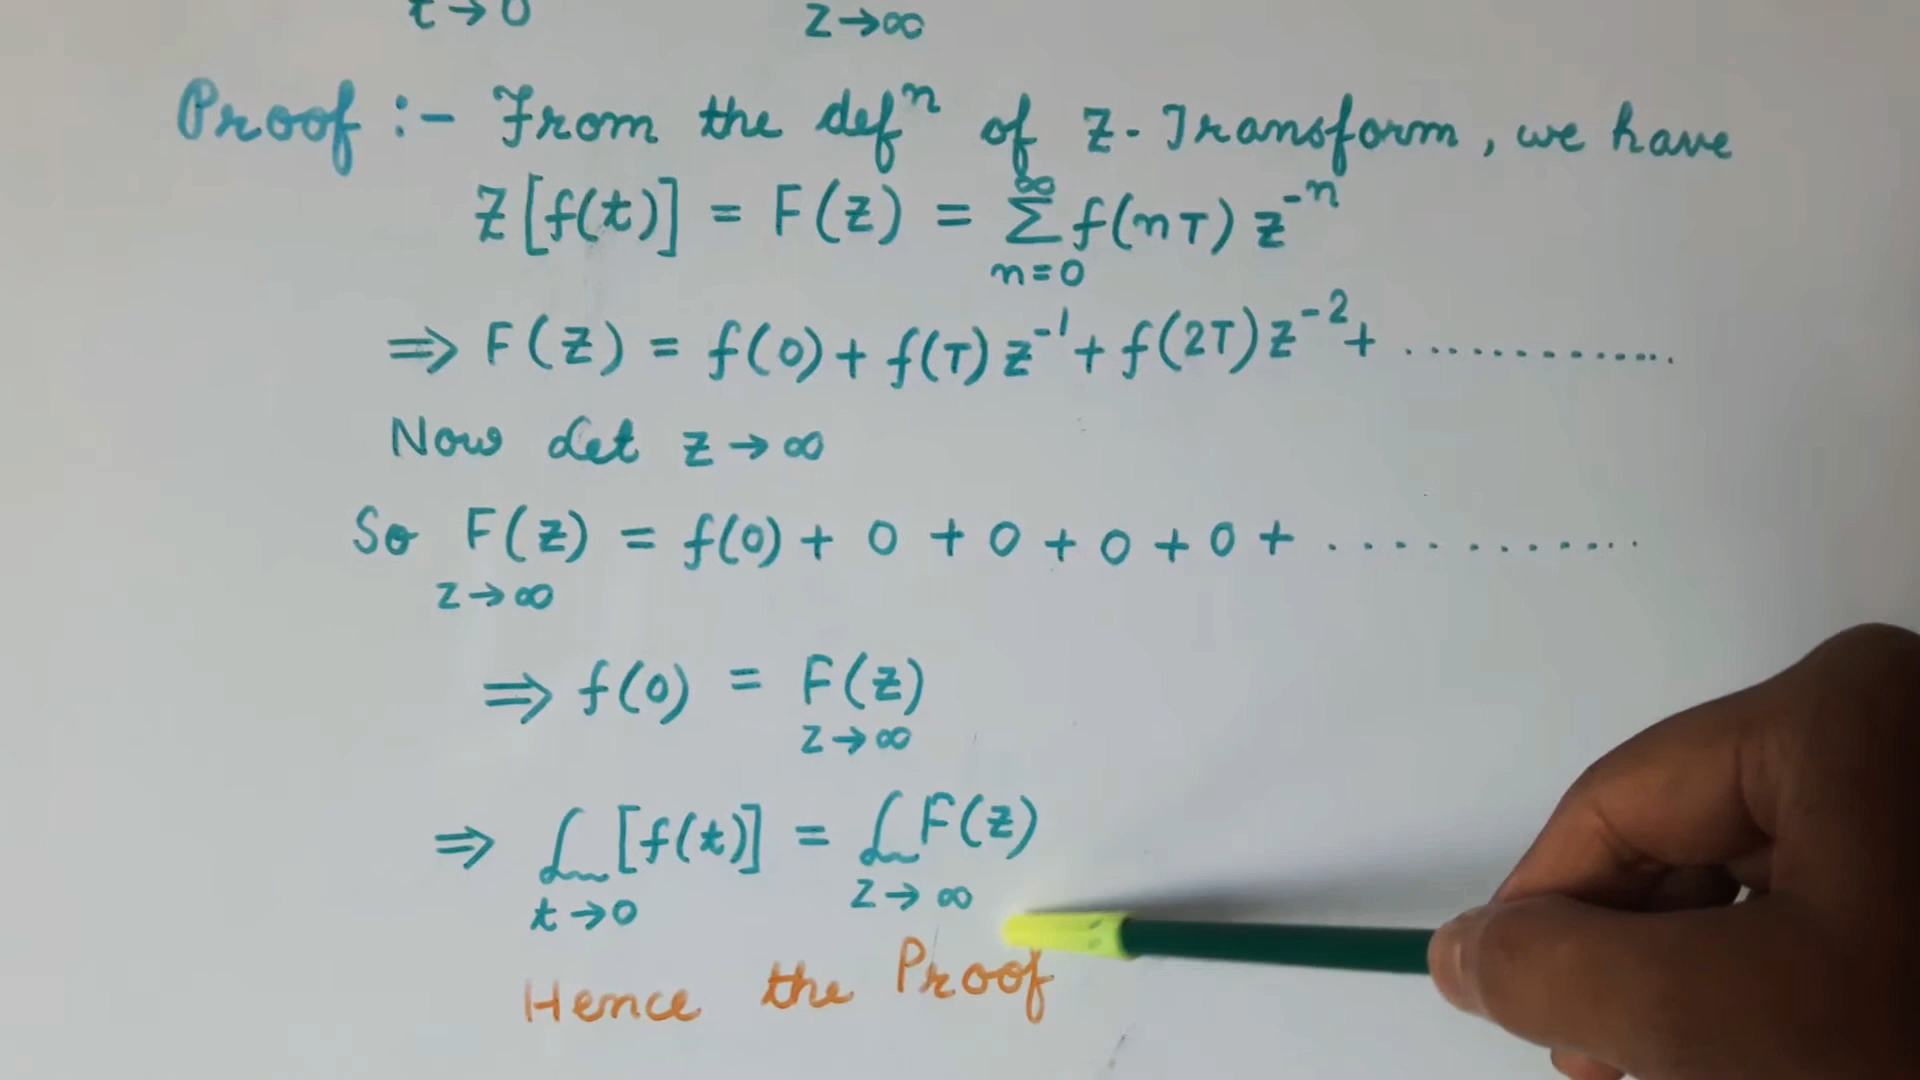 t→0 z→∞
Proof :- From the defⁿ of Z-Transform, we have
Z[f(t)] = F(z) = ∞∑n=0 f(nT) z⁻ⁿ
⇒ F(z) = f(0) + f(T) z⁻¹ + f(2T) z⁻² + ..............
Now let z → ∞
So F(z) = f(0) + 0 + 0 + 0 + 0 + ............
z→∞
⇒ f(0) = F(z)
z→∞
⇒ Lt [f(t)] = Lt F(z)
t→0 z→∞
Hence the Proof